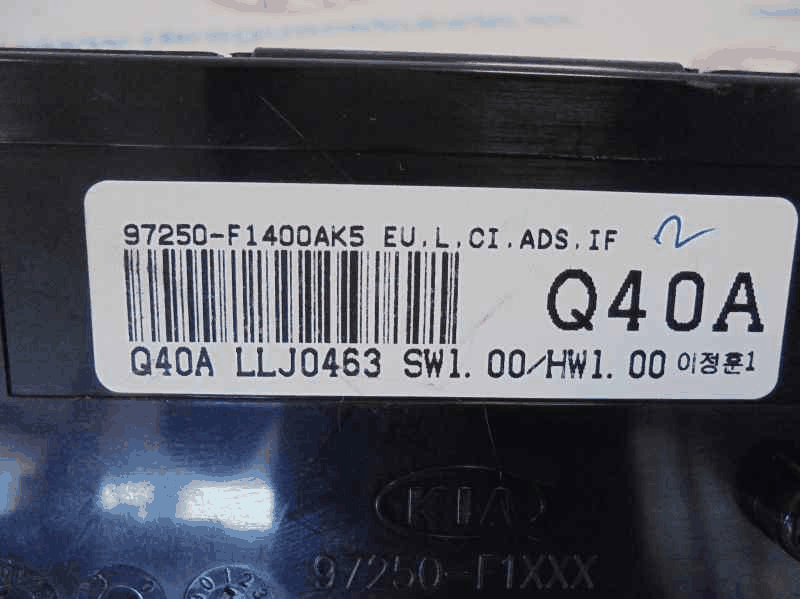 97250-F1400AK5 EU,L,CI.ADS,IF 2
Q40A
Q40A LLJ0463 SW1.00/HW1.00 이정훈1
KIA
97250-F1XXX